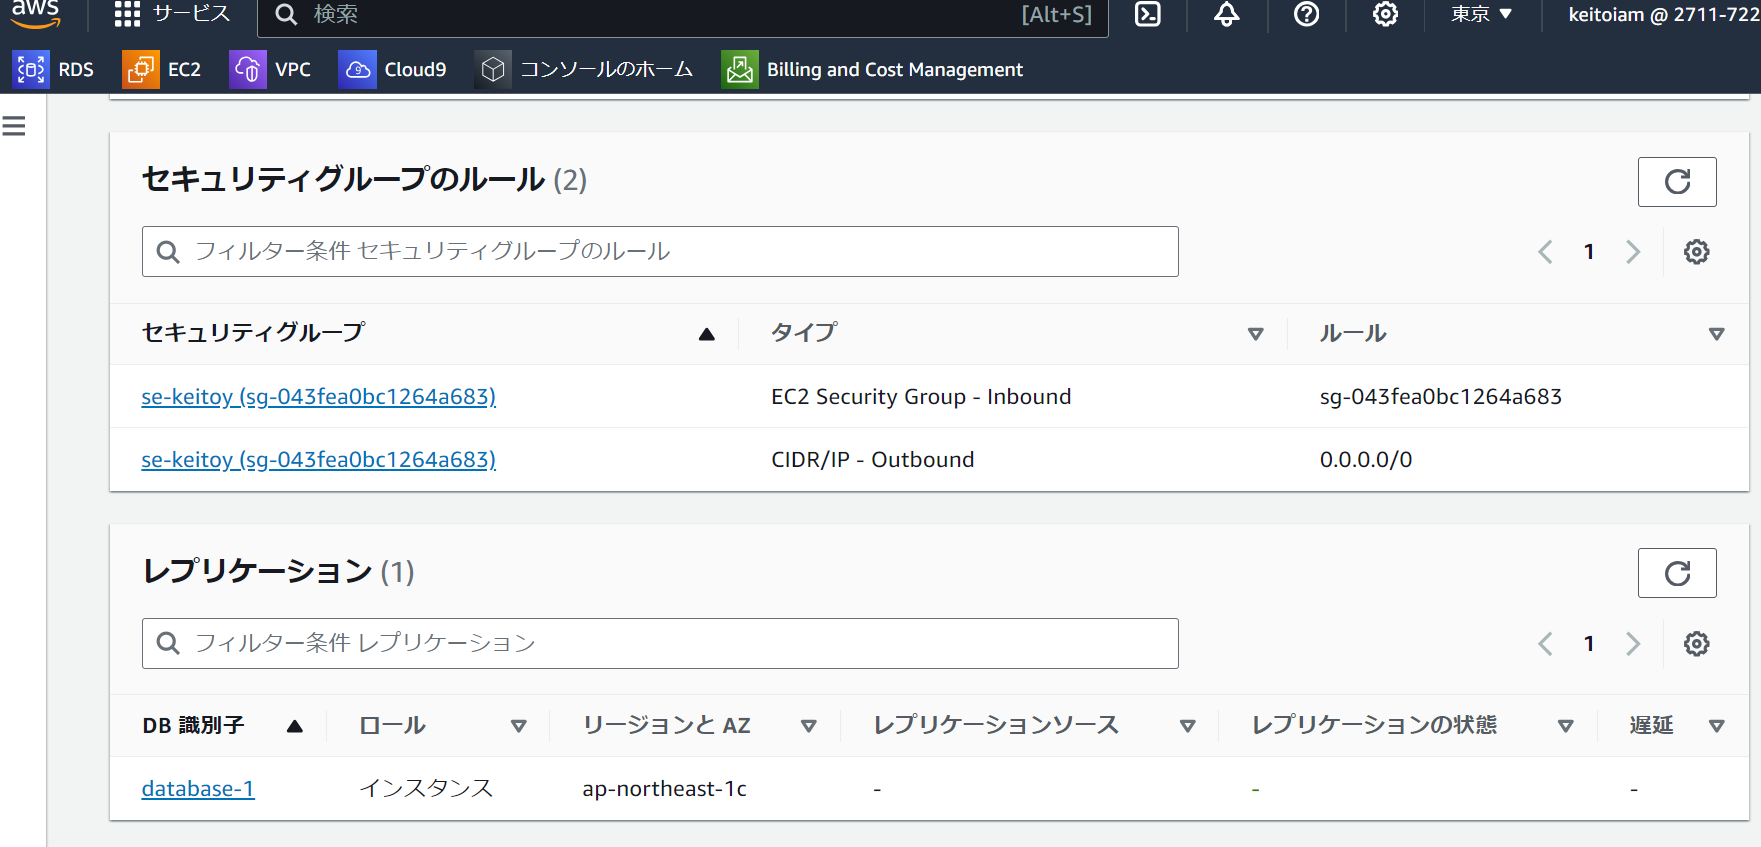 aws サービス 検索 [Alt+S] 東京 ▼ keitoiam @ 2711-722
RDS EC2 VPC Cloud9 コンソールのホーム Billing and Cost Management
セキュリティグループのルール (2)
フィルター条件 セキュリティグループのルール 1
セキュリティグループ タイプ ルール
se-keitoy (sg-043fea0bc1264a683) EC2 Security Group - Inbound sg-043fea0bc1264a683
se-keitoy (sg-043fea0bc1264a683) CIDR/IP - Outbound 0.0.0.0/0
レプリケーション (1)
フィルター条件 レプリケーション 1
DB 識別子 ロール リージョンと AZ レプリケーションソース レプリケーションの状態 遅延
database-1 インスタンス ap-northeast-1c - - -